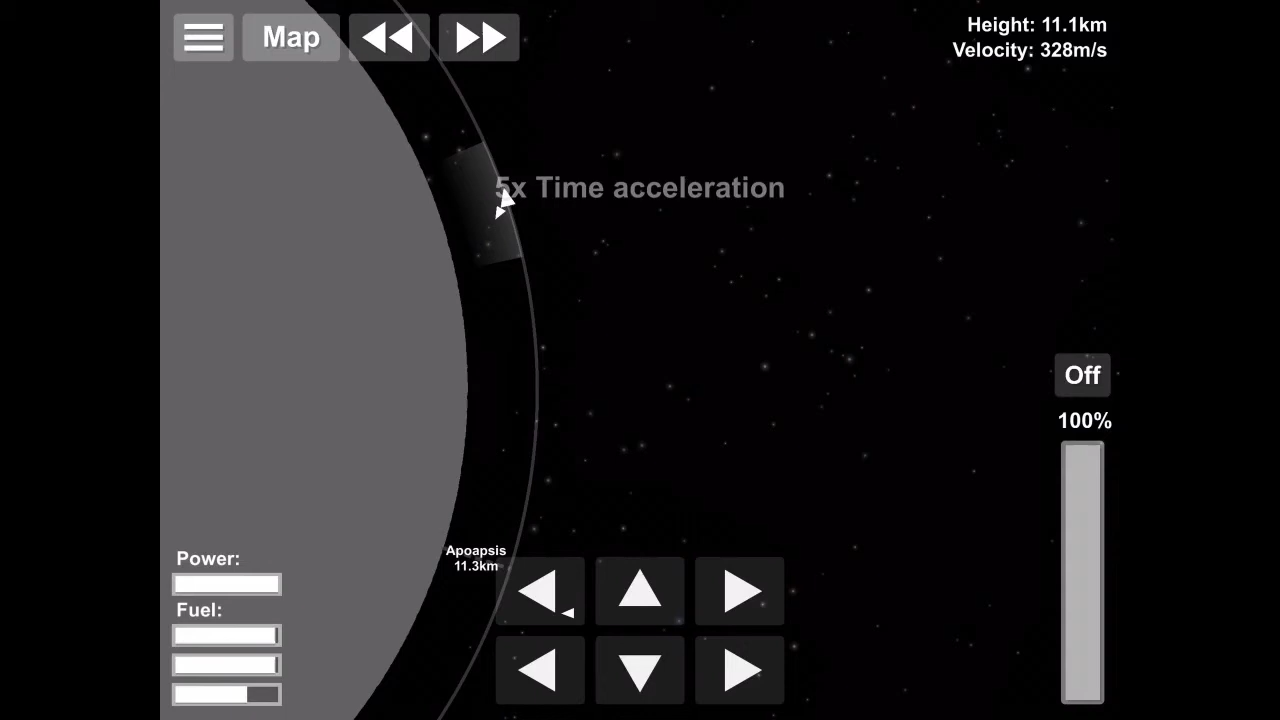 Map
Height: 11.1km
Velocity: 328m/s
5x Time acceleration
Off
100%
Apoapsis
11.3km
Power:
Fuel: